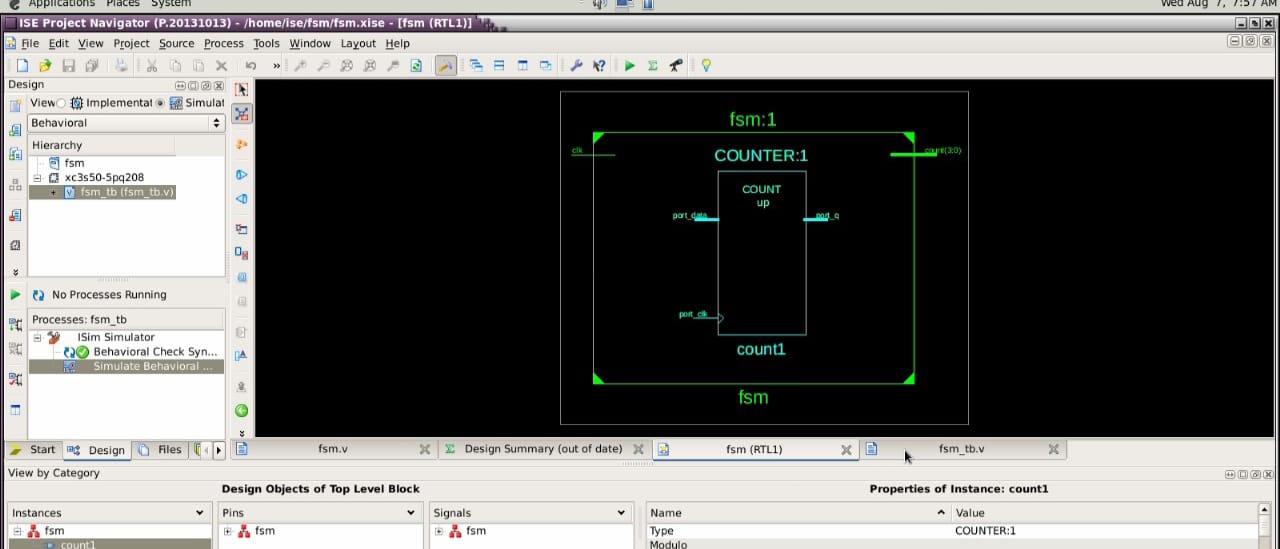 Applications Places System Wed Aug 7, 7:57 AM
ISE Project Navigator (P.20131013) - /home/ise/fsm/fsm.xise - [fsm (RTL1)]
File Edit View Project Source Process Tools Window Layout Help
Design
View Implementat Simulat
Behavioral
Hierarchy
fsm
xc3s50-5pq208
fsm_tb (fsm_tb.v)
No Processes Running
Processes: fsm_tb
ISim Simulator
Behavioral Check Syn...
Simulate Behavioral ...
fsm:1
clk
count(3:0)
COUNTER:1
COUNT
up
port_data
port_q
port_clk
count1
fsm
Start Design Files
fsm.v Design Summary (out of date) fsm (RTL1) fsm_tb.v
View by Category
Design Objects of Top Level Block Properties of Instance: count1
Instances Pins Signals Name Value
fsm fsm fsm Type COUNTER:1
count1 Modulo